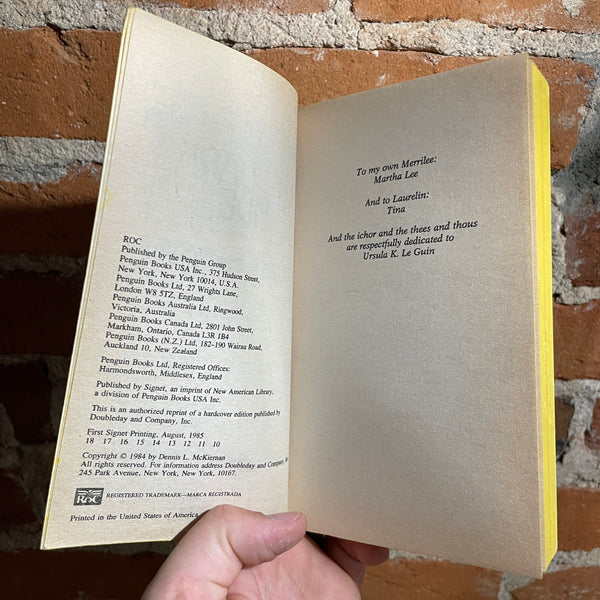 ROC
Published by the Penguin Group
Penguin Books USA Inc., 375 Hudson Street,
New York, New York 10014, U.S.A.
Penguin Books Ltd, 27 Wrights Lane,
London W8 5TZ, England
Penguin Books Australia Ltd, Ringwood,
Victoria, Australia
Penguin Books Canada Ltd, 2801 John Street,
Markham, Ontario, Canada L3R 1B4
Penguin Books (N.Z.) Ltd, 182-190 Wairau Road,
Auckland 10, New Zealand
Penguin Books Ltd, Registered Offices:
Harmondsworth, Middlesex, England
Published by Signet, an imprint of New American Library,
a division of Penguin Books USA Inc.
This is an authorized reprint of a hardcover edition published by
Doubleday and Company, Inc.
First Signet Printing, August, 1985
18 17 16 15 14 13 12 11 10
Copyright © 1984 by Dennis L. McKiernan
All rights reserved. For information address Doubleday and Company,
245 Park Avenue, New York, New York, 10167.
ROC REGISTERED TRADEMARK—MARCA REGISTRADA
Printed in the United States of America
To my own Merrilee:
Martha Lee
And to Laurelin:
Tina
And the ichor and the thees and thous
are respectfully dedicated to
Ursula K. Le Guin